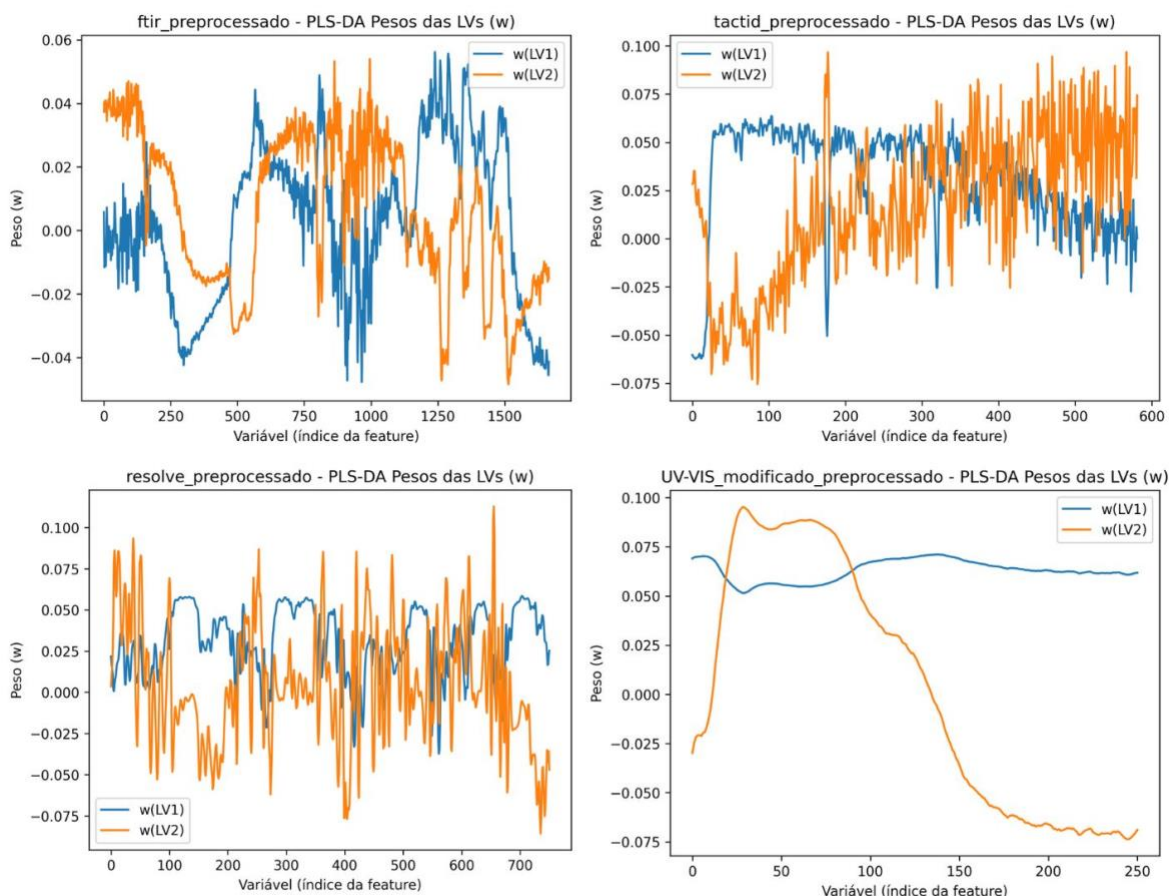 ftir_preprocessado - PLS-DA Pesos das LVs (w)
0.06
0.04
0.02
0.00
−0.02
−0.04
Peso (w)
w(LV1)
w(LV2)
0
250
500
750
1000
1250
1500
Variável (índice da feature)
tactid_preprocessado - PLS-DA Pesos das LVs (w)
0.100
0.075
0.050
0.025
0.000
−0.025
−0.050
−0.075
Peso (w)
w(LV1)
w(LV2)
0
100
200
300
400
500
600
Variável (índice da feature)
resolve_preprocessado - PLS-DA Pesos das LVs (w)
0.100
0.075
0.050
0.025
0.000
−0.025
−0.050
−0.075
Peso (w)
w(LV1)
w(LV2)
0
100
200
300
400
500
600
700
Variável (índice da feature)
UV-VIS_modificado_preprocessado - PLS-DA Pesos das LVs (w)
0.100
0.075
0.050
0.025
0.000
−0.025
−0.050
−0.075
Peso (w)
w(LV1)
w(LV2)
0
50
100
150
200
250
Variável (índice da feature)